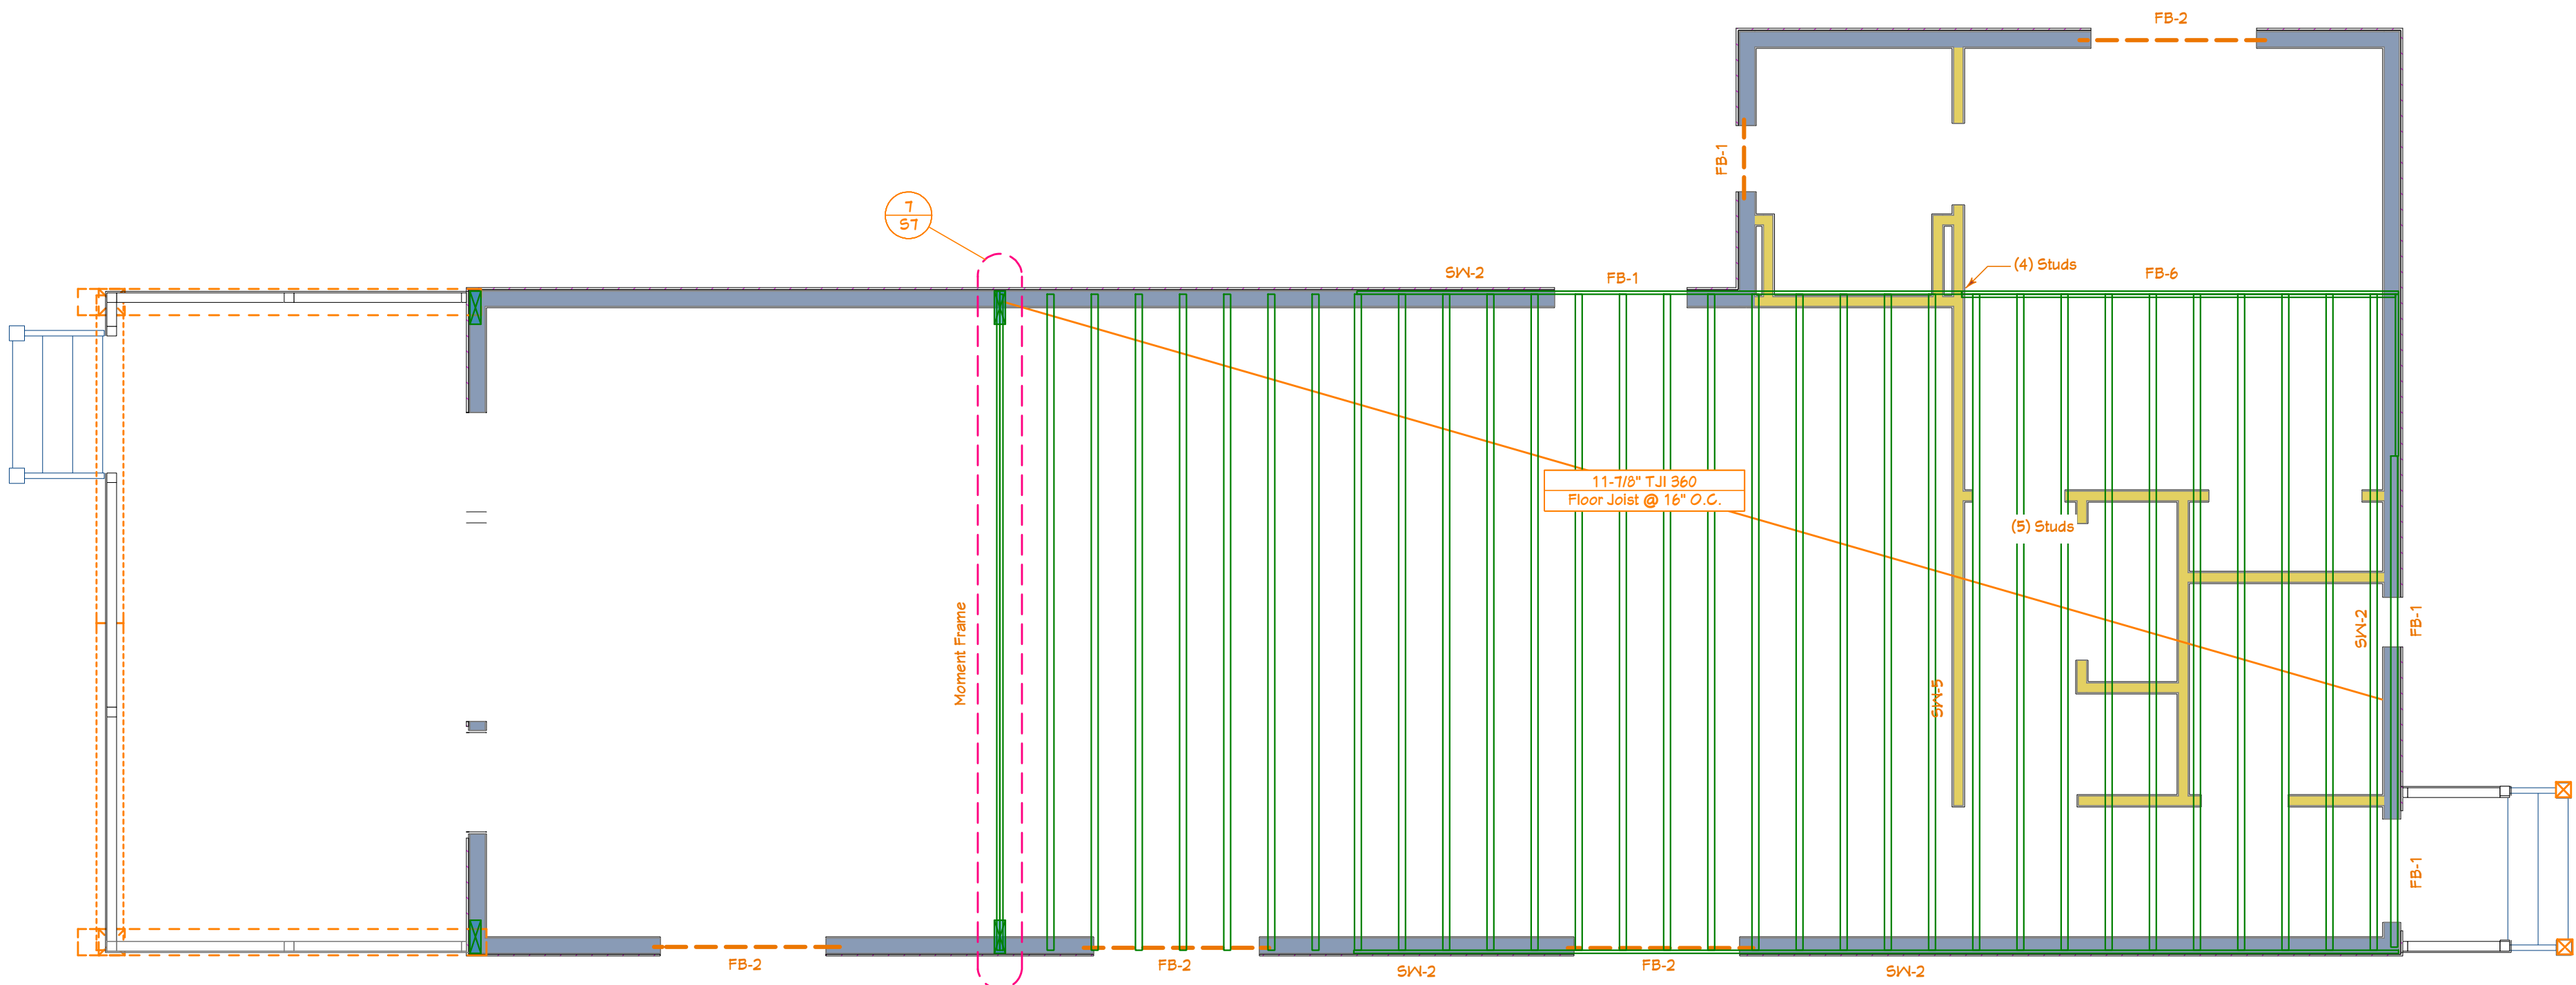 FB-2
FB-1
7
S7
SW-2
FB-1
(4) Studs
FB-6
11-7/8" TJI 360
Floor Joist @ 16" O.C.
(5) Studs
Moment Frame
SW-5
SW-2
FB-1
FB-1
FB-2
FB-2
SW-2
FB-2
SW-2